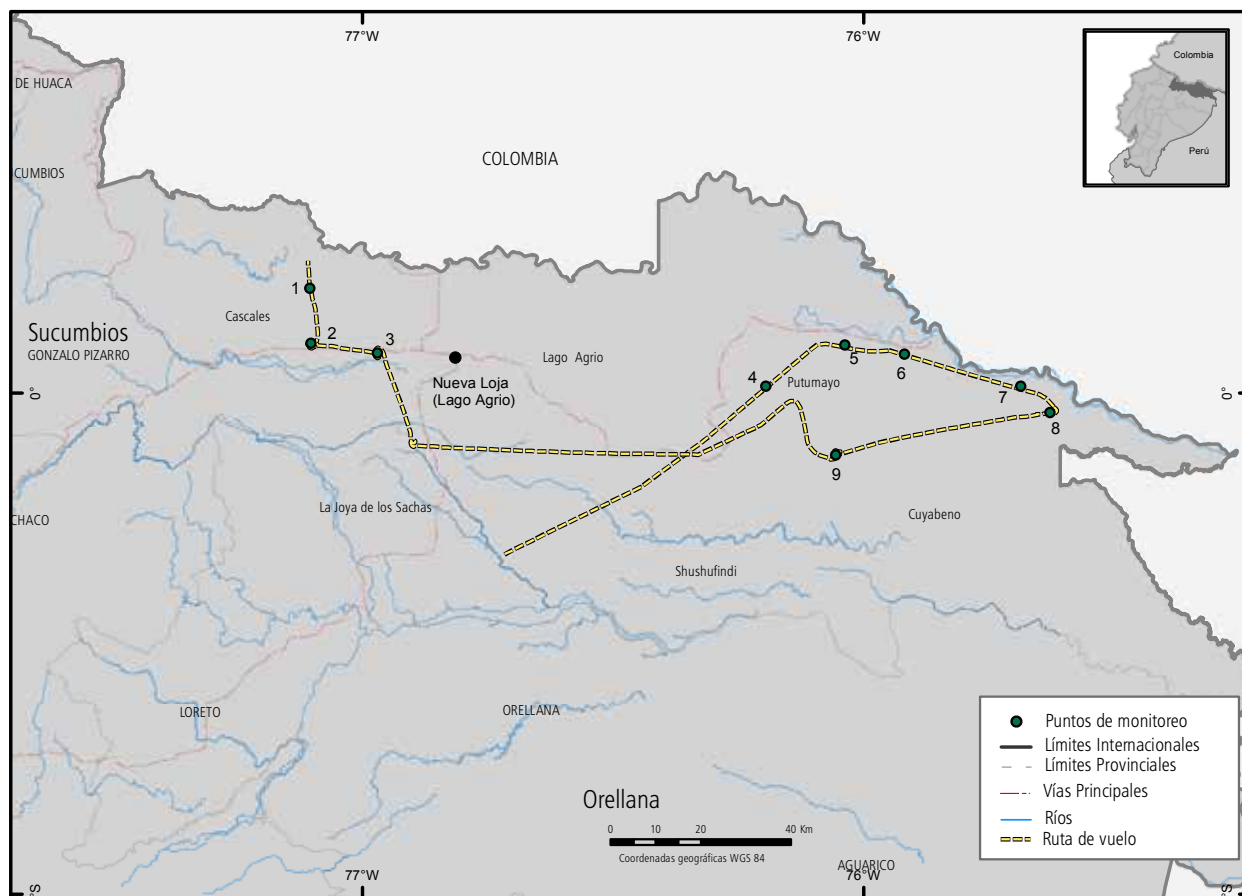 77°W
76°W
Colombia
Perú
DE HUACA
COLOMBIA
CUMBIOS
1
Cascales
Sucumbios
GONZALO PIZARRO
2
3
Lago Agrio
Nueva Loja
(Lago Agrio)
4
Putumayo
5
6
7
8
9
0°
0°
CHACO
La Joya de los Sachas
Cuyabeno
Shushufindi
LORETO
ORELLANA
Orellana
0 10 20 40 Km
Coordenadas geográficas WGS 84
AGUARICO
Puntos de monitoreo
Límites Internacionales
Límites Provinciales
Vías Principales
Ríos
Ruta de vuelo
77°W
76°W
°S
°S